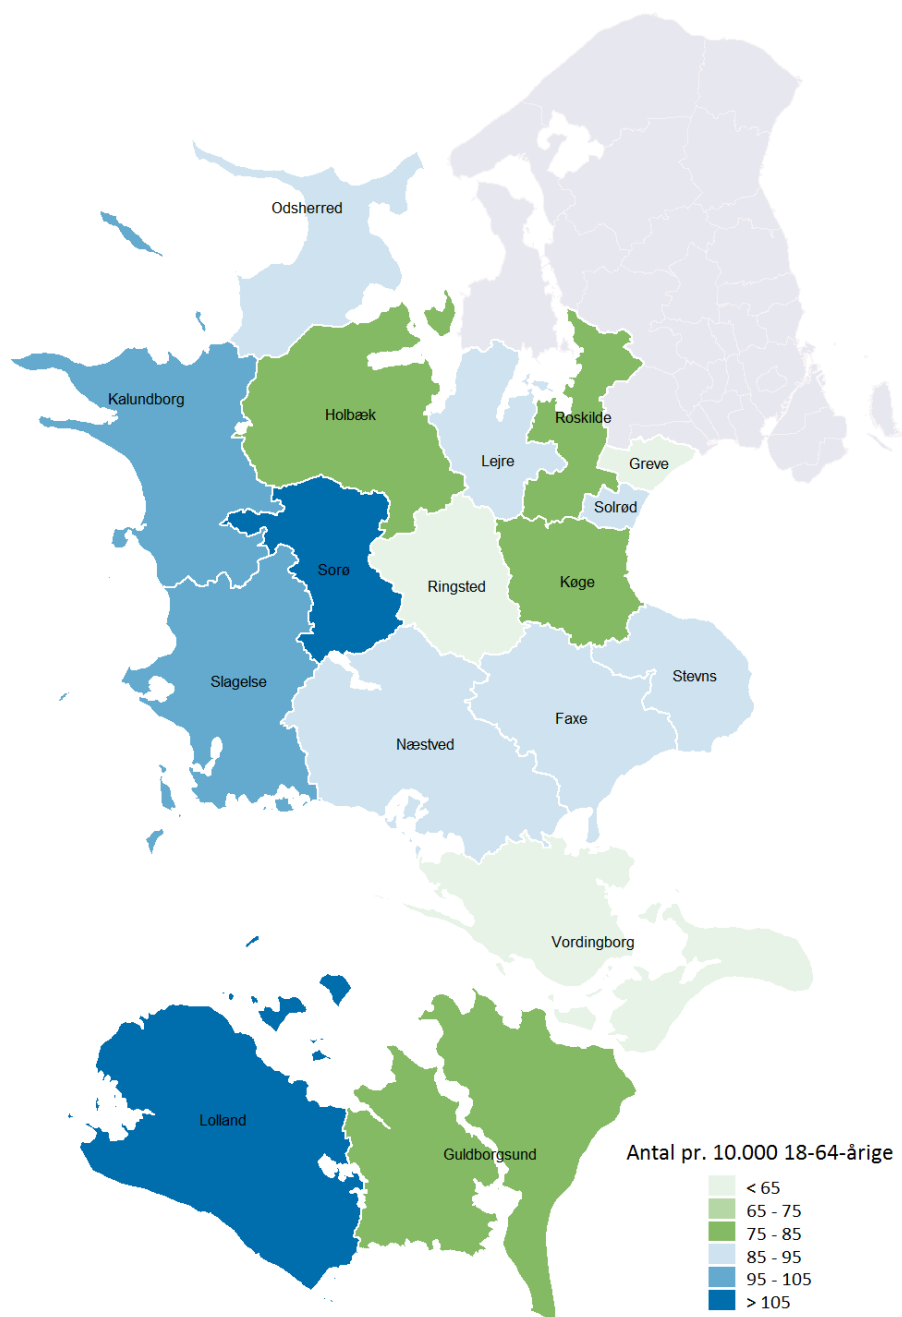 Odsherred
Kalundborg
Holbæk
Roskilde
Lejre
Greve
Solrød
Sorø
Ringsted
Køge
Slagelse
Stevns
Faxe
Næstved
Vordingborg
Lolland
Guldborgsund
Antal pr. 10.000 18-64-årige
< 65
65 - 75
75 - 85
85 - 95
95 - 105
> 105